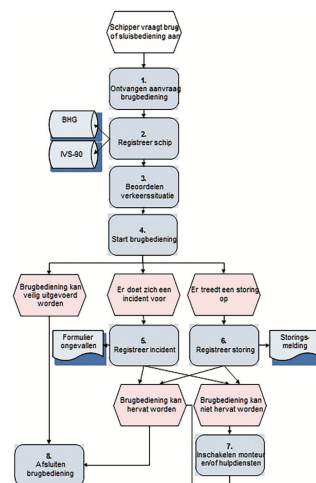 Schipper vraagt brug
of sluisbediening aan
1.
Ontvangen aanvraag
brugbediening
BHG
2.
Registreer schip
IVS-90
3.
Beoordelen
verkeerssituatie
4.
Start brugbediening
Brugbediening kan
veilig uitgevoerd
worden
Er doet zich een
incident voor
Er treedt een storing
op
Formulier
ongevallen
5.
Registreer incident
6.
Registreer storing
Storings-
melding
Brugbediening kan
hervat worden
Brugbediening kan
niet hervat worden
8.
Afsluiten
brugbediening
7.
Inschakelen monteur
en/of hulpdiensten